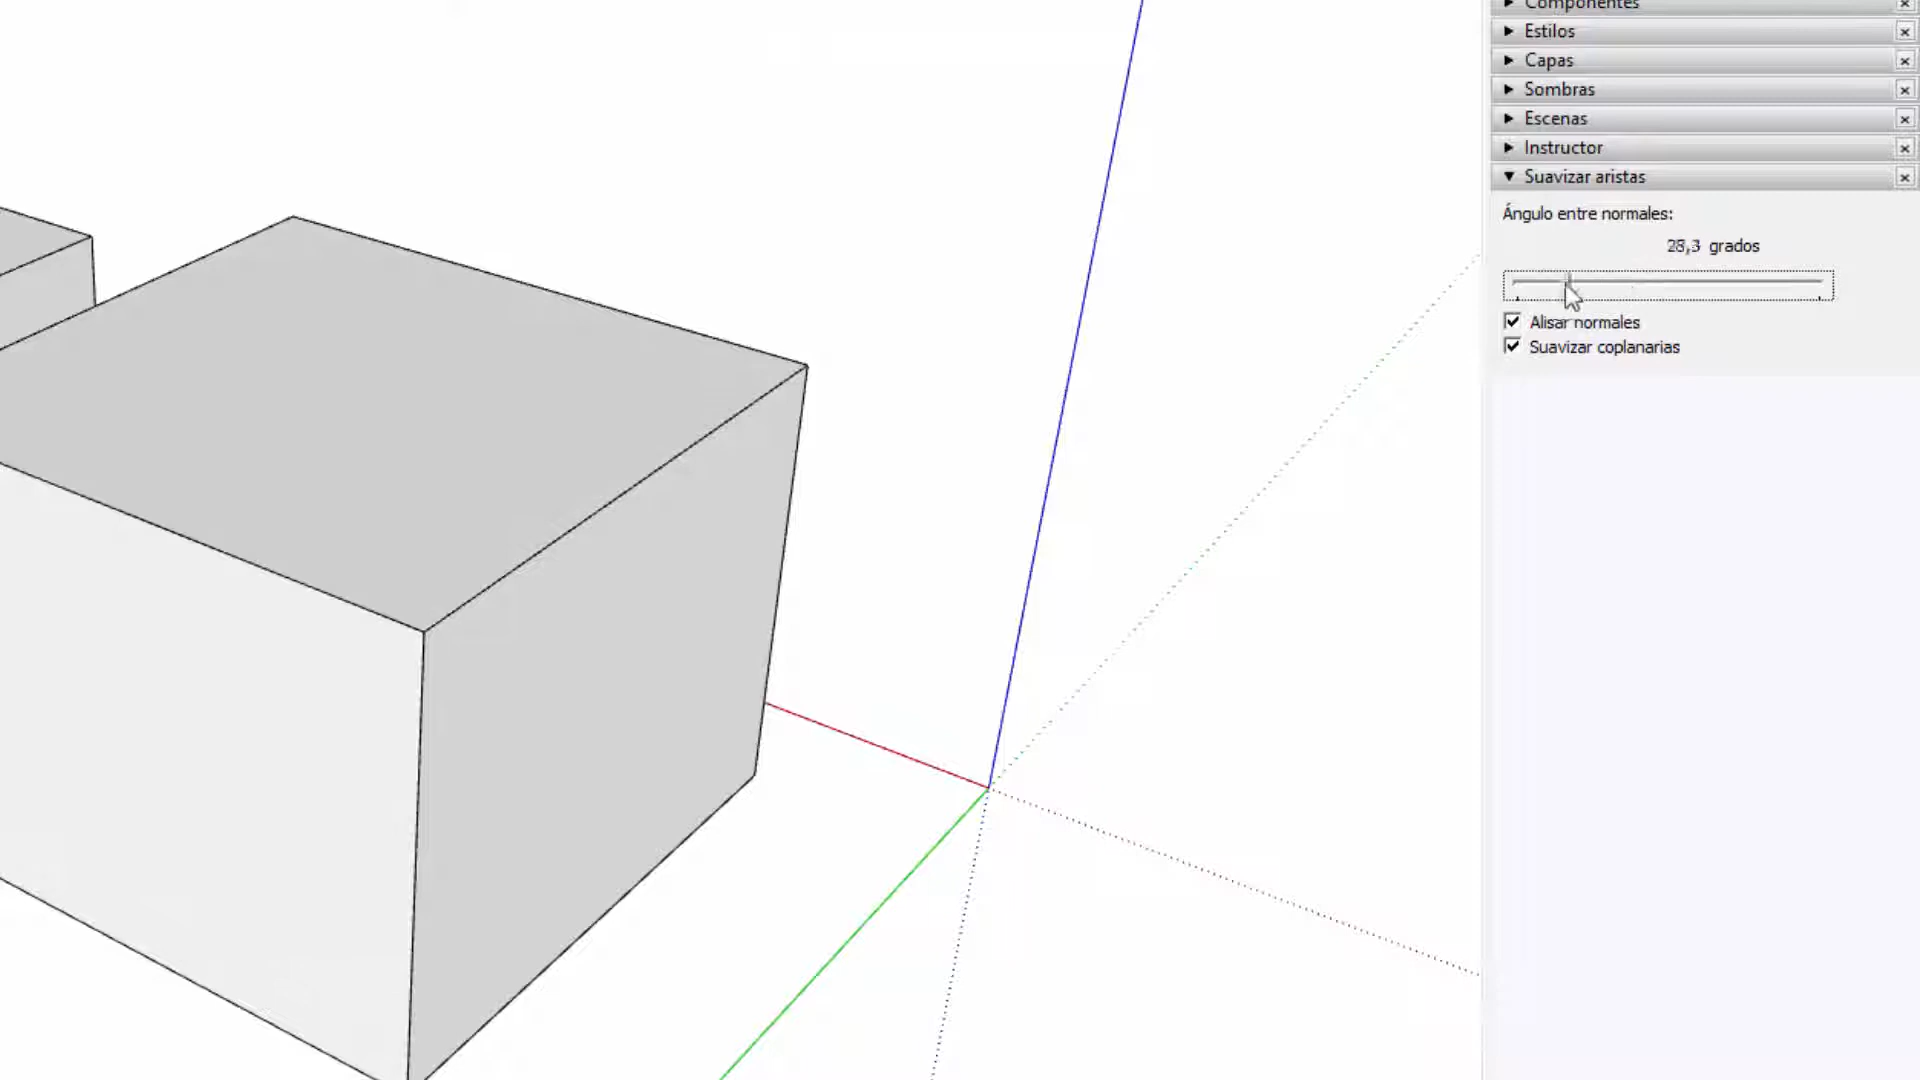 Componentes
Estilos
Capas
Sombras
Escenas
Instructor
Suavizar aristas
Ángulo entre normales:
28,3 grados
Alisar normales
Suavizar coplanarias